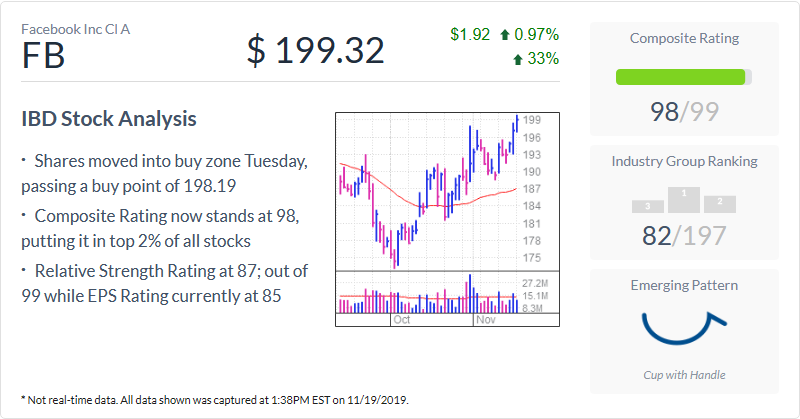 Facebook Inc Cl A
FB
$ 199.32
$1.92 0.97%
33%
IBD Stock Analysis
· Shares moved into buy zone Tuesday,
passing a buy point of 198.19
· Composite Rating now stands at 98,
putting it in top 2% of all stocks
· Relative Strength Rating at 87; out of
99 while EPS Rating currently at 85
199
196
193
190
187
184
181
178
175
27.2M
15.1M
8.3M
Oct
Nov
Composite Rating
98/99
Industry Group Ranking
3
1
2
82/197
Emerging Pattern
Cup with Handle
* Not real-time data. All data shown was captured at 1:38PM EST on 11/19/2019.